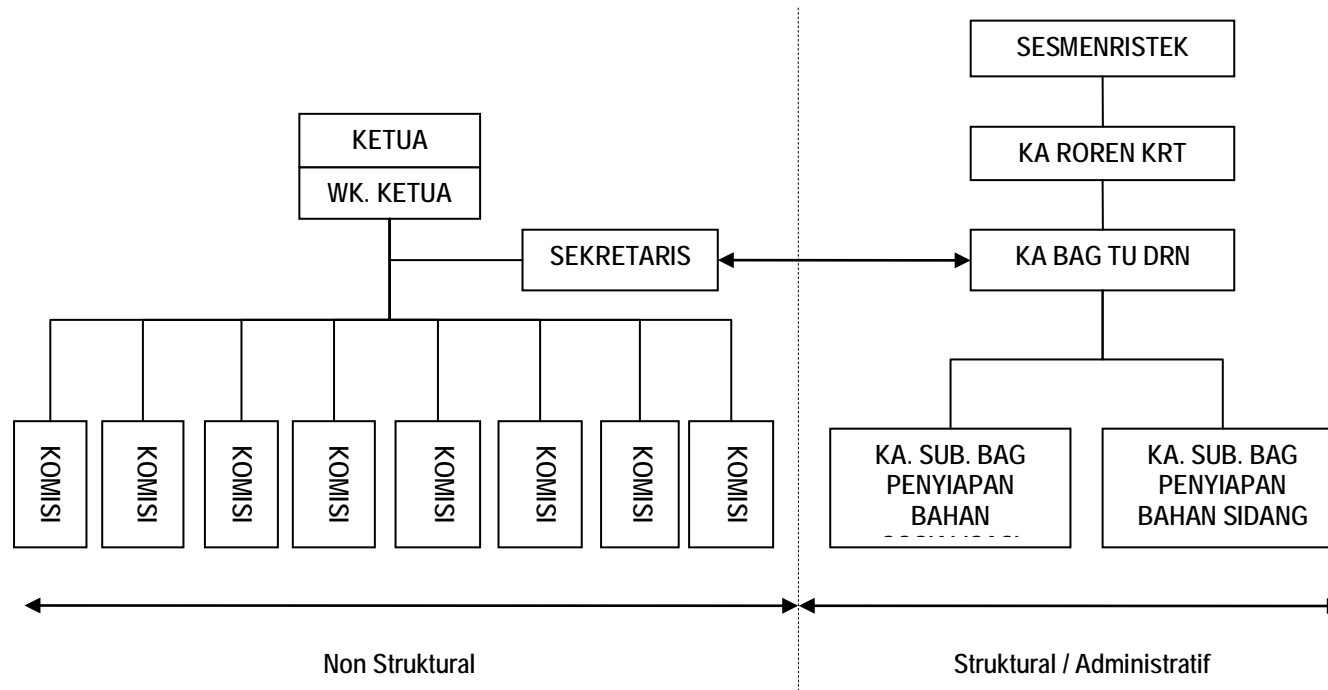 SESMENRISTEK
KETUA
WK. KETUA
KA ROREN KRT
SEKRETARIS
KA BAG TU DRN
KOMISI
KOMISI
KOMISI
KOMISI
KOMISI
KOMISI
KOMISI
KOMISI
KA. SUB. BAG
PENYIAPAN
BAHAN
KA. SUB. BAG
PENYIAPAN
BAHAN SIDANG
Non Struktural
Struktural / Administratif